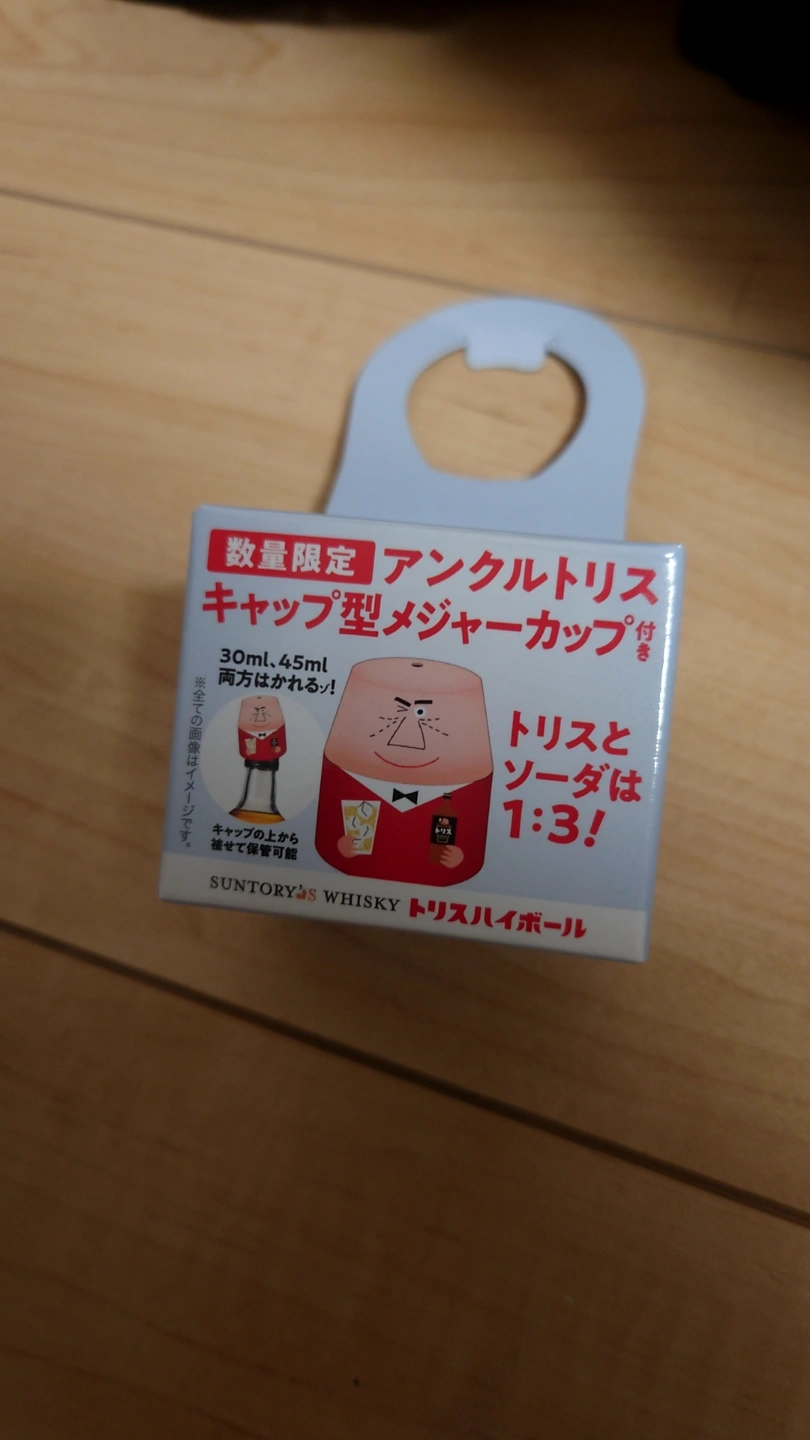 数量限定 アンクルトリス
キャップ型メジャーカップ付き
30ml、45ml
両方はかれるッ!
※全ての画像はイメージです。
トリスと
ソーダは
1:3!
トリス
キャップの上から
被せて保管可能
SUNTORY'S WHISKY トリスハイボール